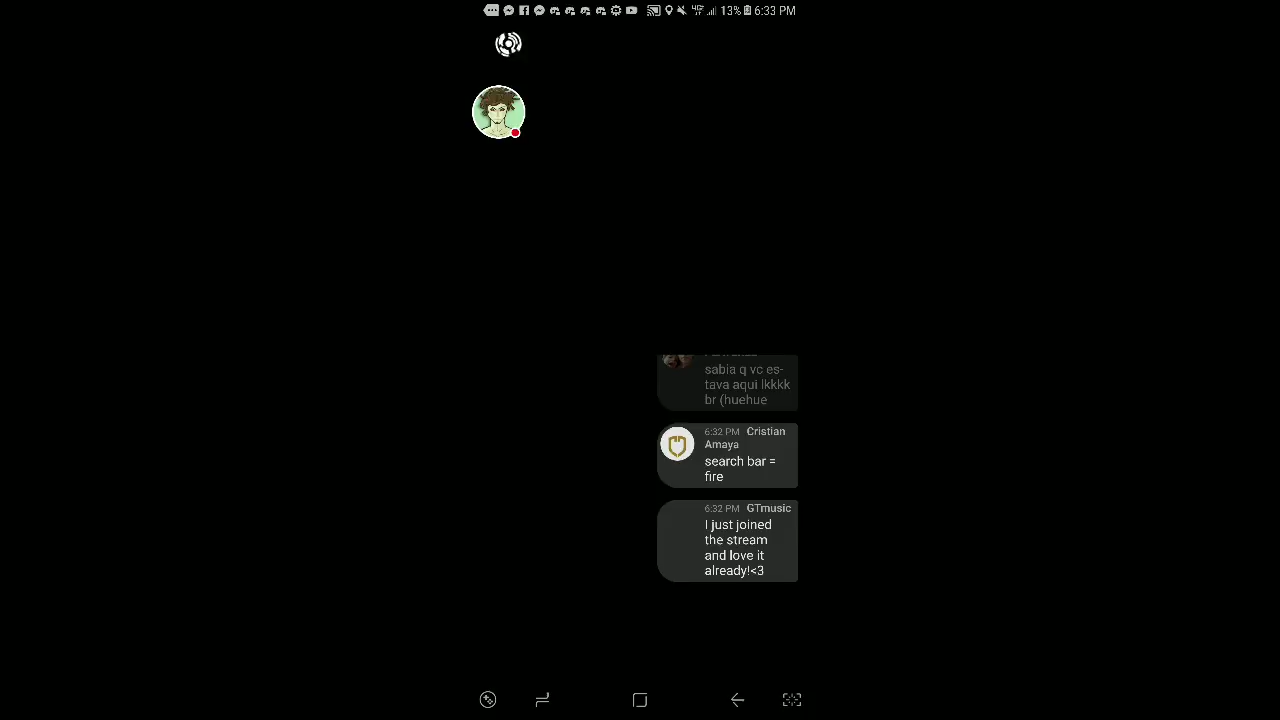 13% 6:33 PM
sabia q vc es-
tava aqui lkkkk
br (huehue
6:32 PM Cristian
Amaya
search bar =
fire
6:32 PM GTmusic
I just joined
the stream
and love it
already!<3